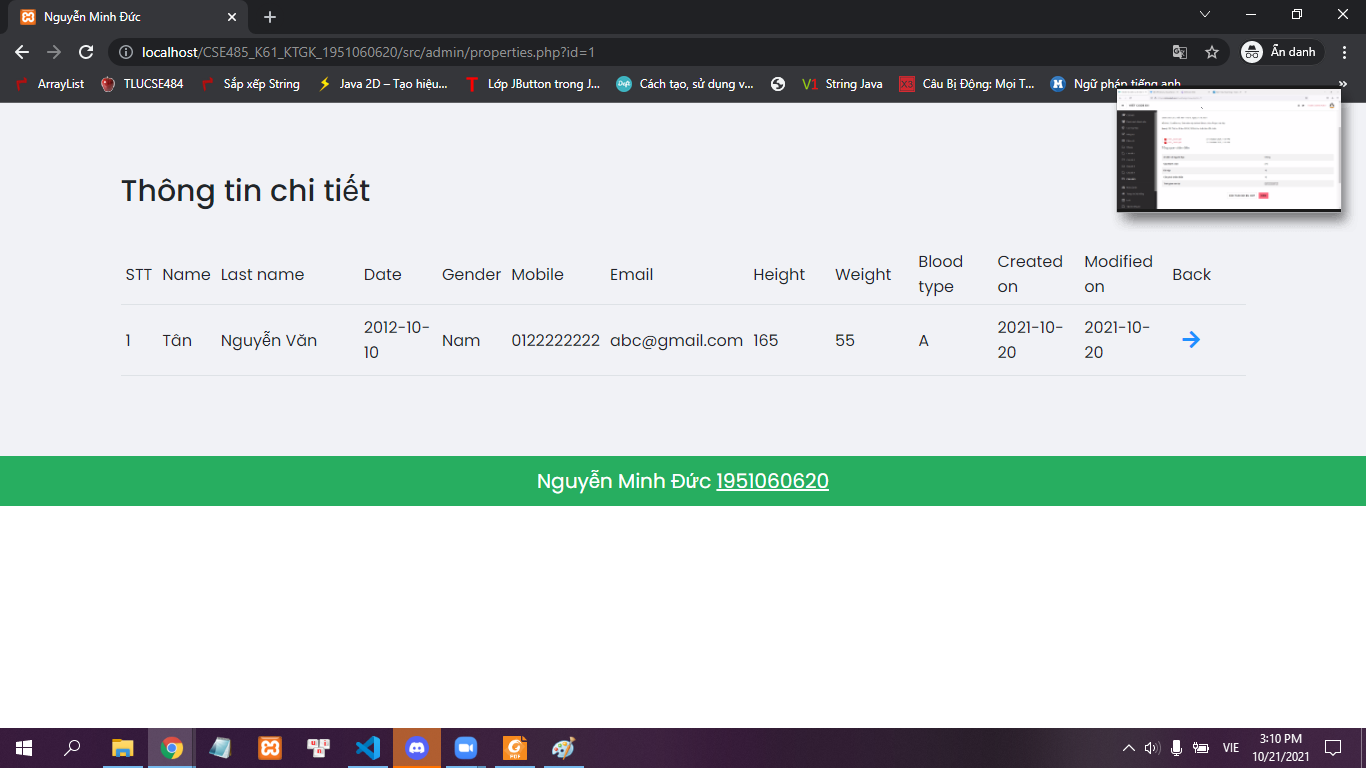 Nguyễn Minh Đức
localhost/CSE485_K61_KTGK_1951060620/src/admin/properties.php?id=1
Ẩn danh
ArrayList
TLUCSE484
Sắp xếp String
Java 2D – Tạo hiệu...
Lớp JButton trong J...
Cách tạo, sử dụng v...
String Java
Câu Bị Động: Mọi T...
Ngữ pháp tiếng anh
Thông tin chi tiết
STT Name Last name Date Gender Mobile Email Height Weight Blood type Created on Modified on Back
1 Tân Nguyễn Văn 2012-10-10 Nam 0122222222 abc@gmail.com 165 55 A 2021-10-20 2021-10-20
Nguyễn Minh Đức 1951060620
VIE
3:10 PM
10/21/2021